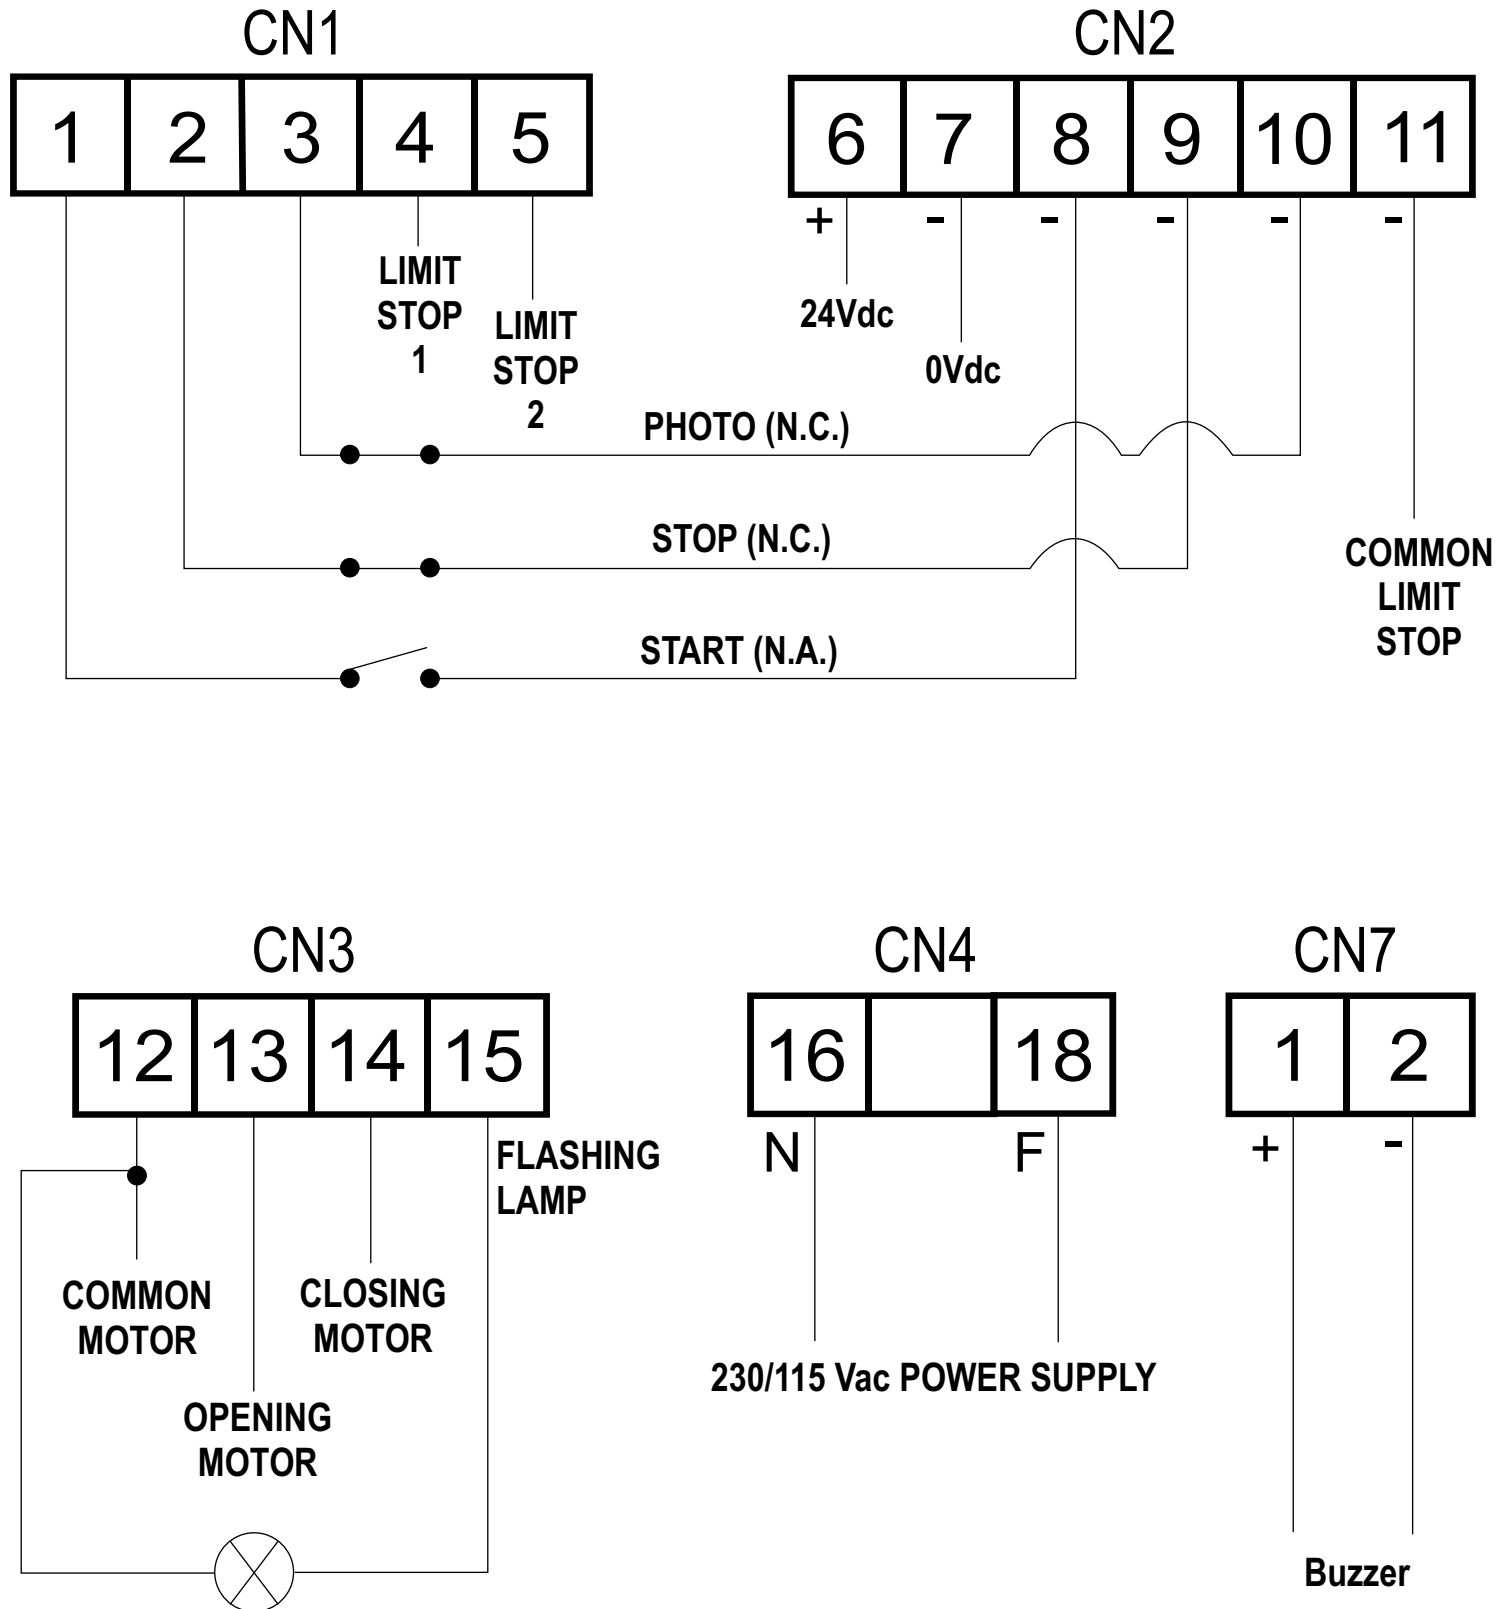 CN1
CN2
1 2 3 4 5
6 7 8 9 10 11
+ - - - - -
LIMIT
STOP
1
LIMIT
STOP
2
24Vdc
0Vdc
PHOTO (N.C.)
STOP (N.C.)
START (N.A.)
COMMON
LIMIT
STOP
CN3
CN4
CN7
12 13 14 15
16 18
1 2
N F
+ -
FLASHING
LAMP
COMMON
MOTOR
CLOSING
MOTOR
OPENING
MOTOR
230/115 Vac POWER SUPPLY
Buzzer